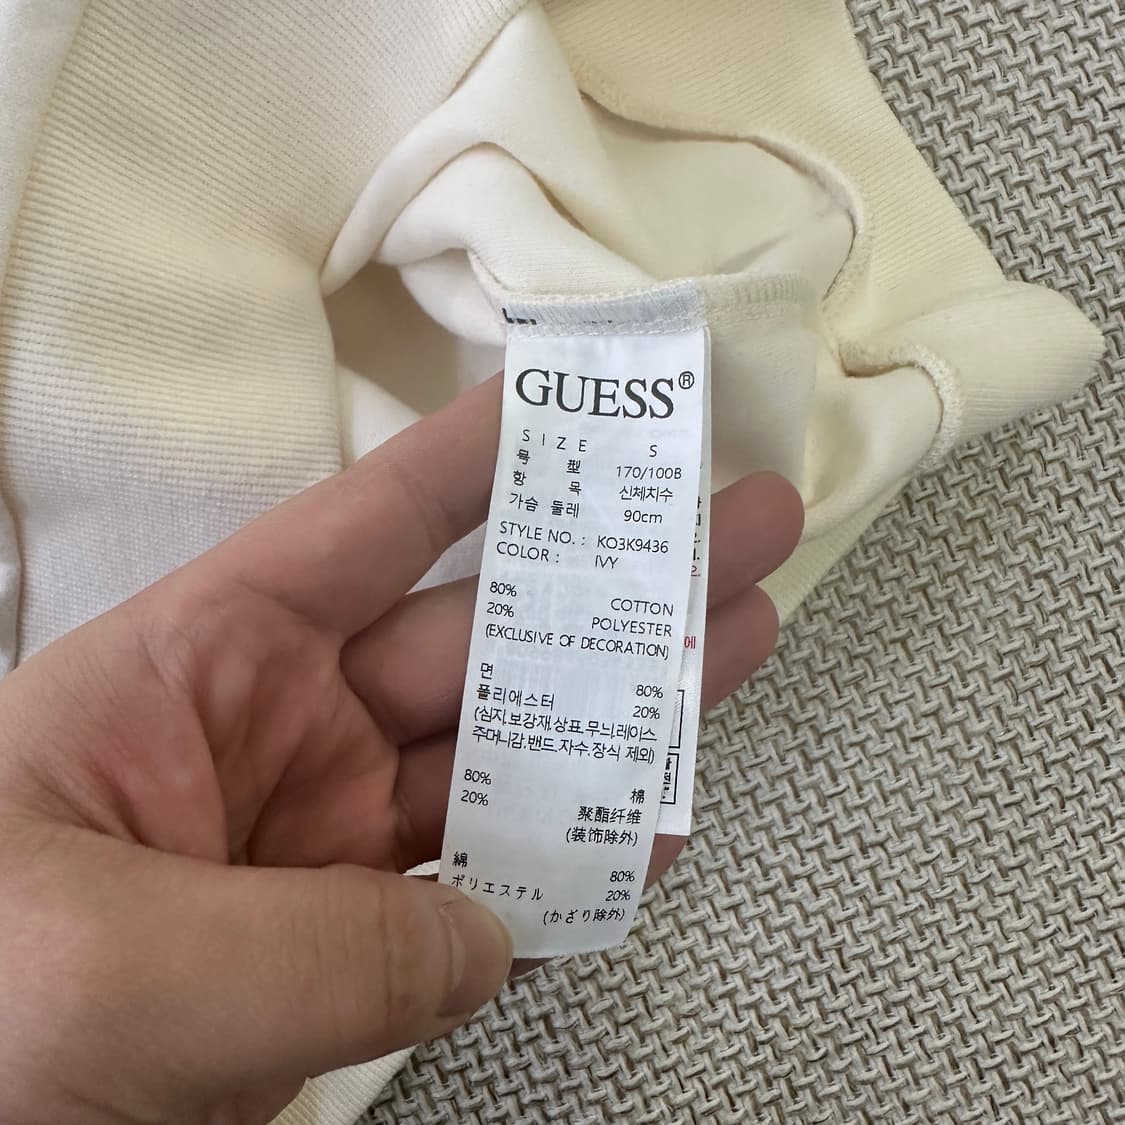 GUESS®
SIZE S
号 型 170/100B
항 목 신체치수
가슴 둘레 90cm
STYLE NO. : KO3K9436
COLOR : IVY
80% COTTON
20% POLYESTER
(EXCLUSIVE OF DECORATION)
면 80%
폴리에스터 20%
(심지,보강재,상표,무늬,레이스
주머니감,밴드,자수,장식 제외)
80% 棉
20% 聚酯纤维
(装饰除外)
綿 80%
ポリエステル 20%
(かざり除外)
에